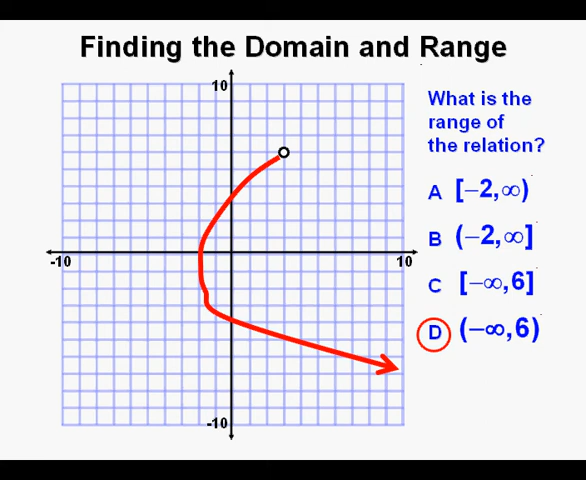 Finding the Domain and Range
10
What is the
range of
the relation?
A [−2,∞)
B (−2,∞]
-10
10
C [−∞,6]
D (−∞,6)
-10